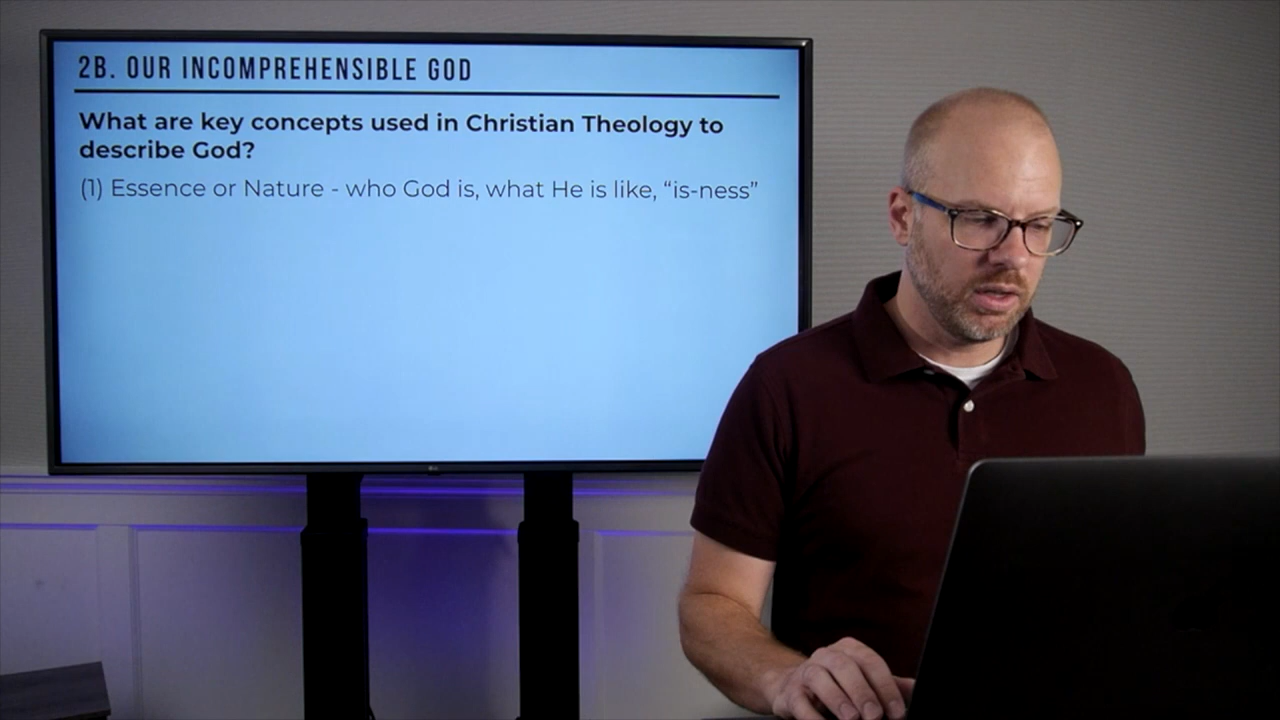 2B. OUR INCOMPREHENSIBLE GOD
What are key concepts used in Christian Theology to
describe God?
(1) Essence or Nature - who God is, what He is like, “is-ness”
LG